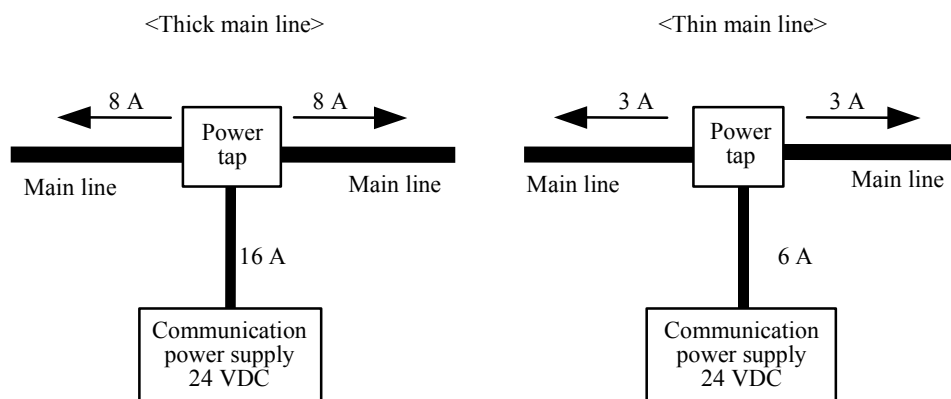 <Thick main line>
8 A
8 A
Power
tap
Main line
Main line
16 A
Communication
power supply
24 VDC
<Thin main line>
3 A
3 A
Power
tap
Main line
Main line
6 A
Communication
power supply
24 VDC